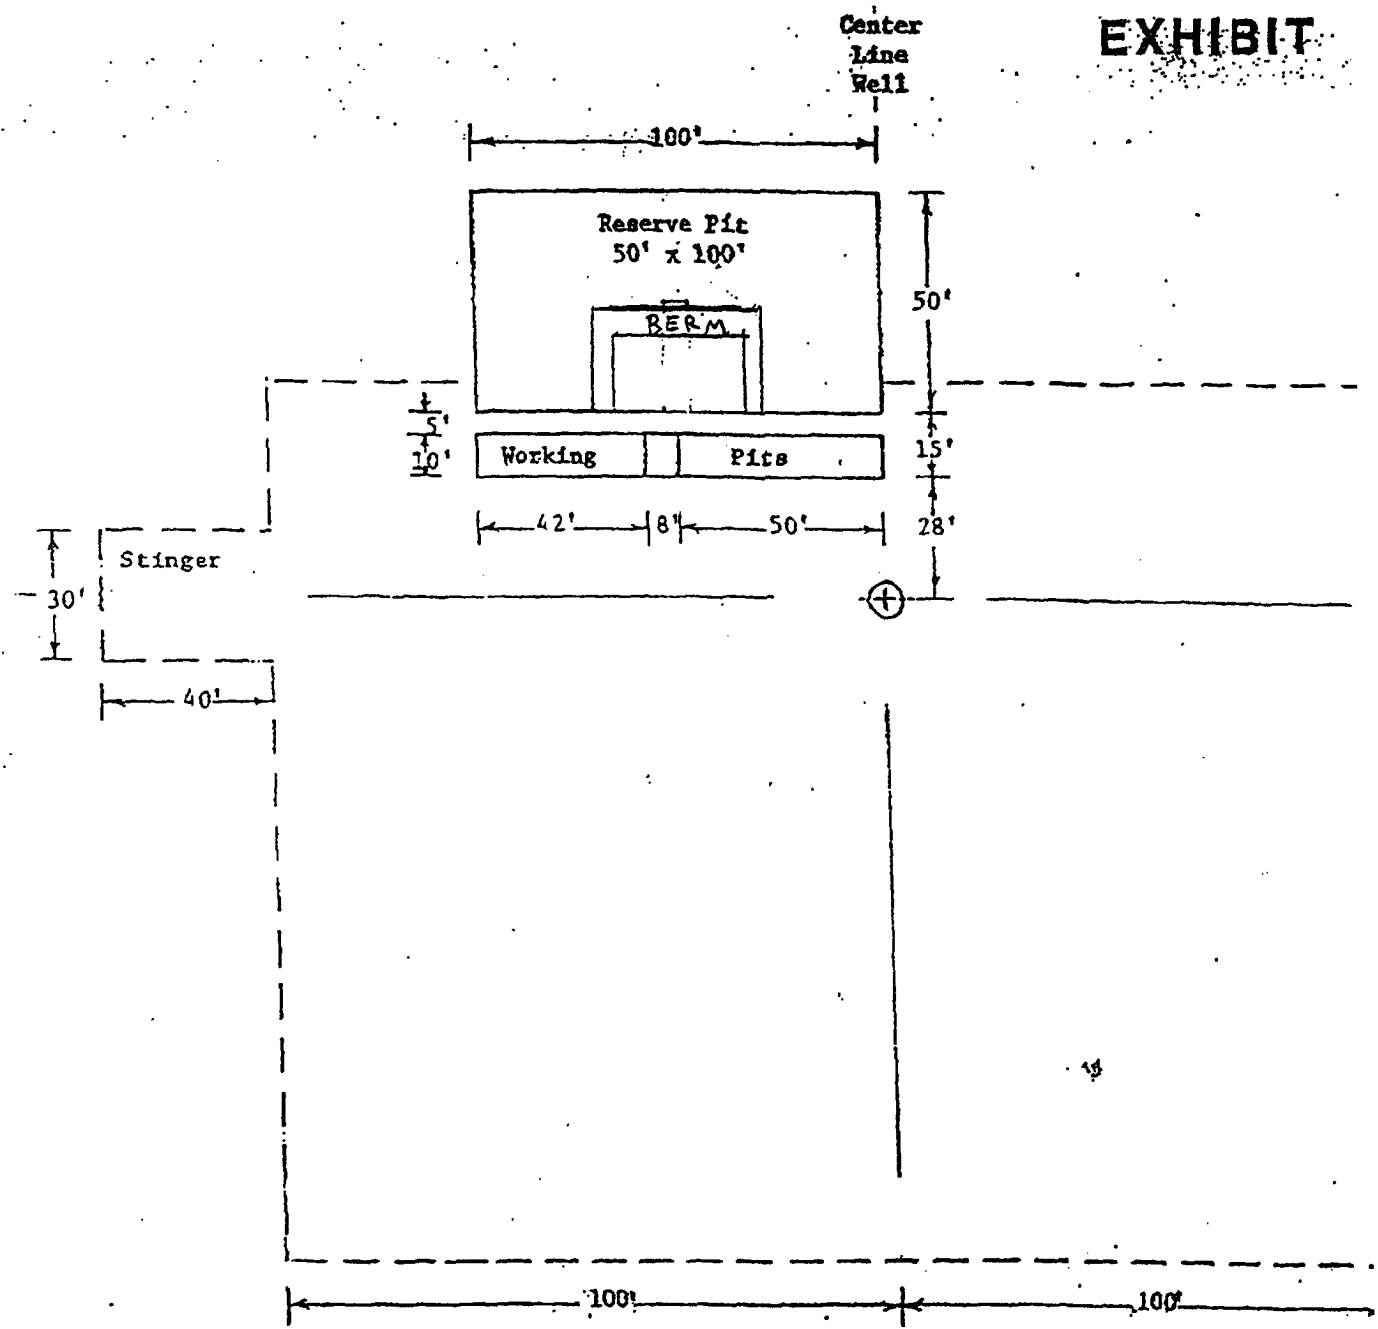 EXHIBIT
Center
Line
Well
100'
Reserve Pit
50' x 100'
50'
BERM
5'
10'
Working
Pits
15'
42'
8'
50'
28'
Stinger
30'
40'
100'
100'